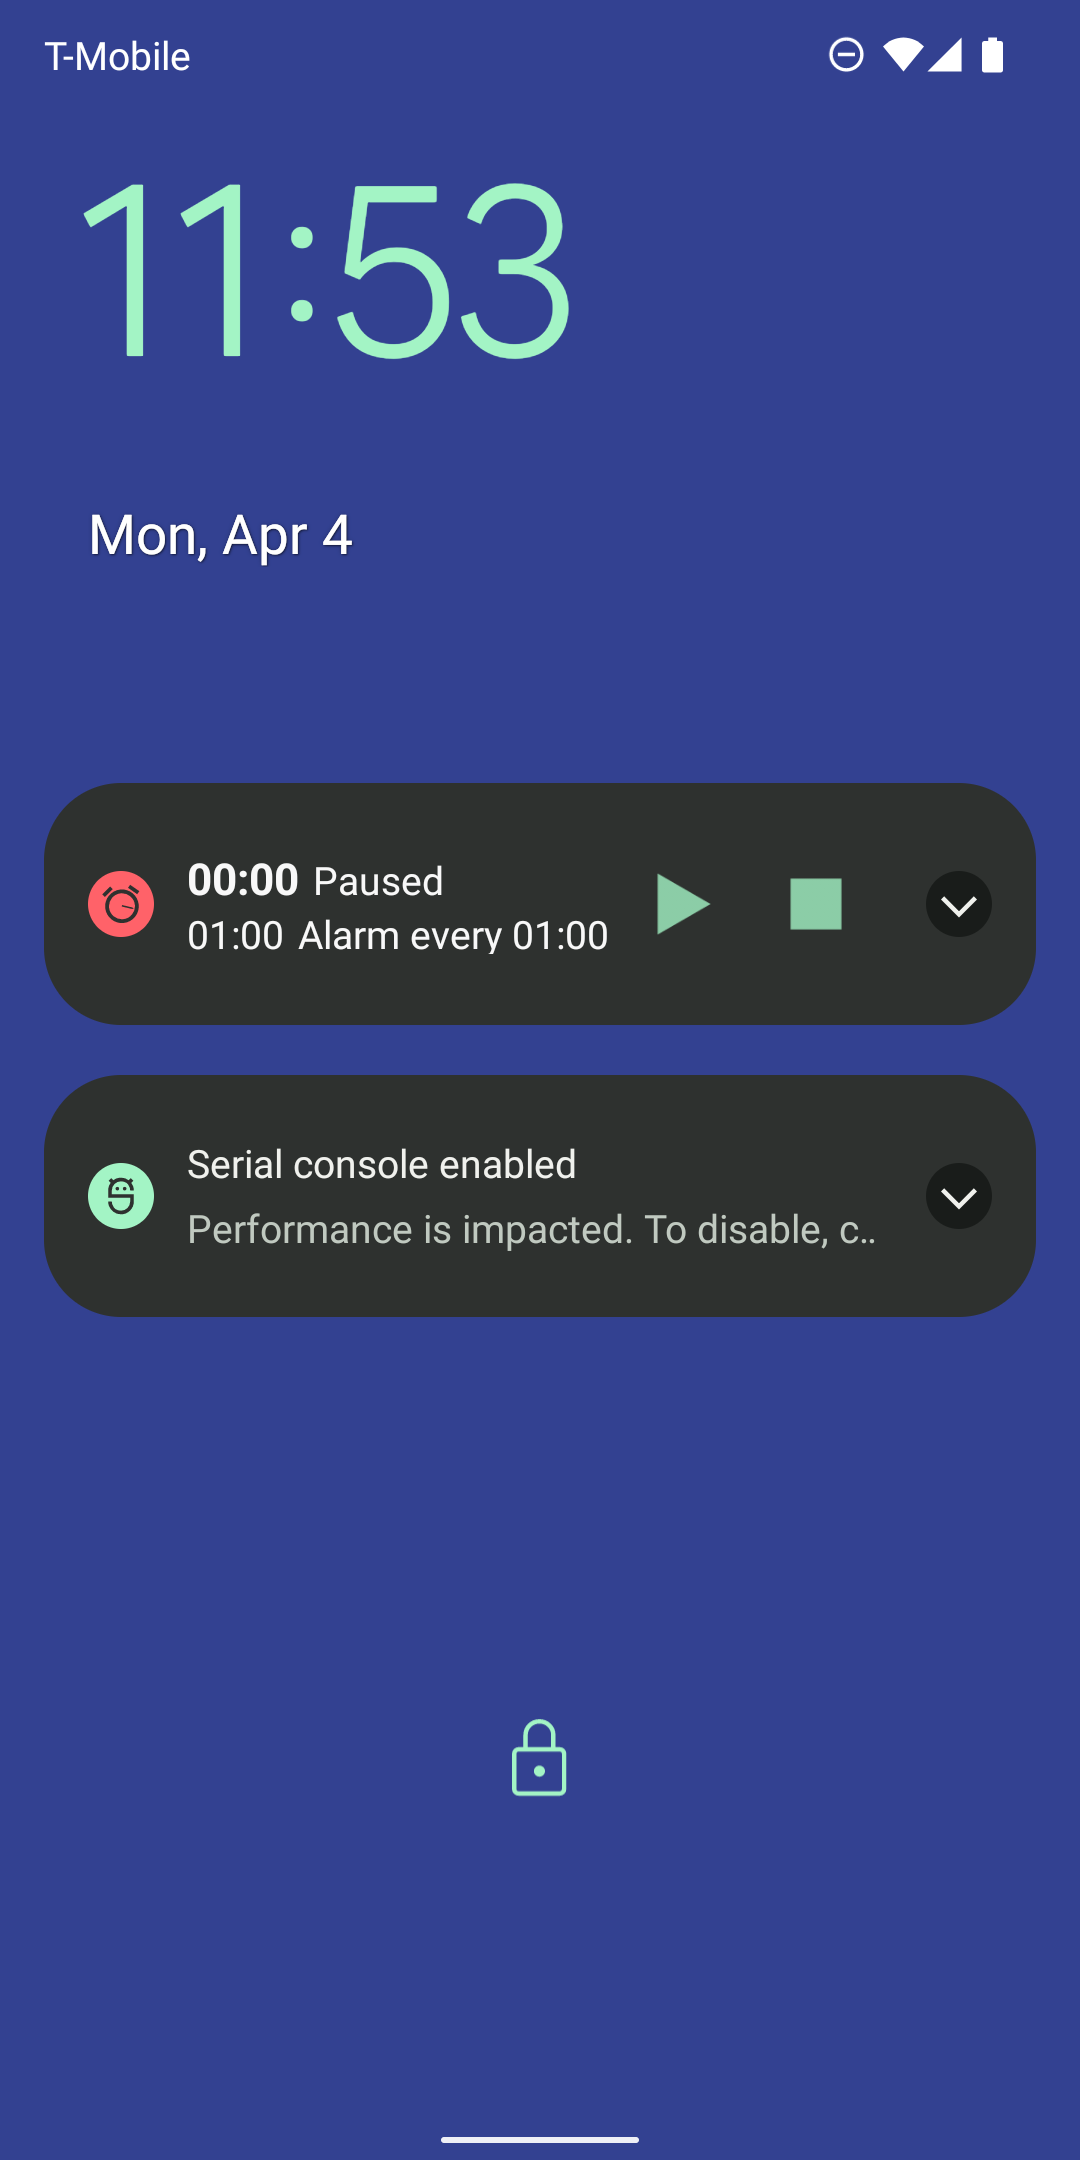 T-Mobile
11:53
Mon, Apr 4
00:00 Paused
01:00 Alarm every 01:00
Serial console enabled
Performance is impacted. To disable, c..